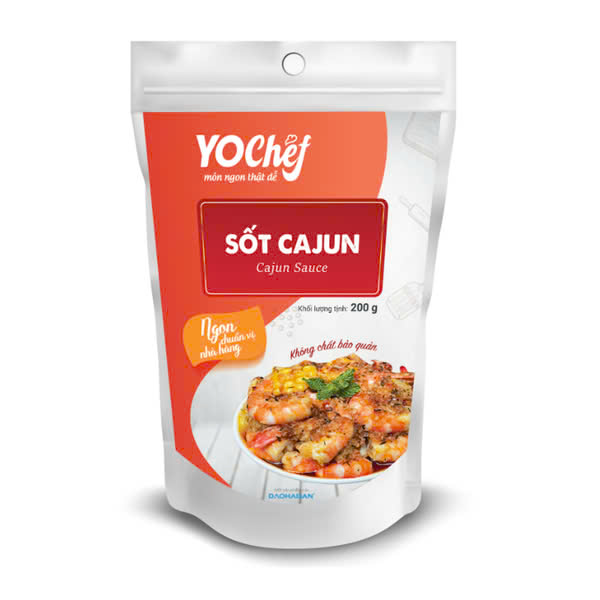 YOChef
món ngon thật dễ
SỐT CAJUN
Cajun Sauce
Khối lượng tịnh: 200 g
Ngon
chuẩn vị
nhà hàng
Không chất bảo quản